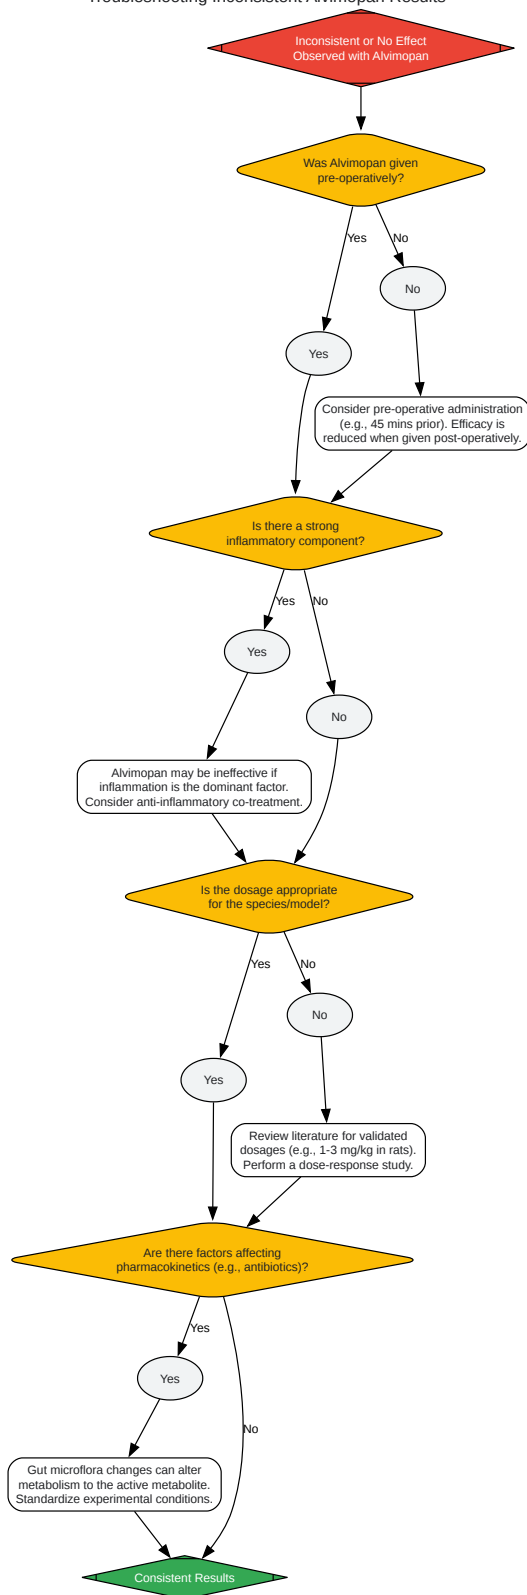 Troubleshooting Inconsistent Alvimopan Results
Inconsistent or No Effect
Observed with Alvimopan
Was Alvimopan given
pre-operatively?
Yes
No
No
Yes
Consider pre-operative administration
(e.g., 45 mins prior). Efficacy is
reduced when given post-operatively.
Is there a strong
inflammatory component?
Yes
No
Yes
No
Alvimopan may be ineffective if
inflammation is the dominant factor.
Consider anti-inflammatory co-treatment.
Is the dosage appropriate
for the species/model?
Yes
No
No
Yes
Review literature for validated
dosages (e.g., 1-3 mg/kg in rats).
Perform a dose-response study.
Are there factors affecting
pharmacokinetics (e.g., antibiotics)?
Yes
Yes
No
Gut microflora changes can alter
metabolism to the active metabolite.
Standardize experimental conditions.
Consistent Results